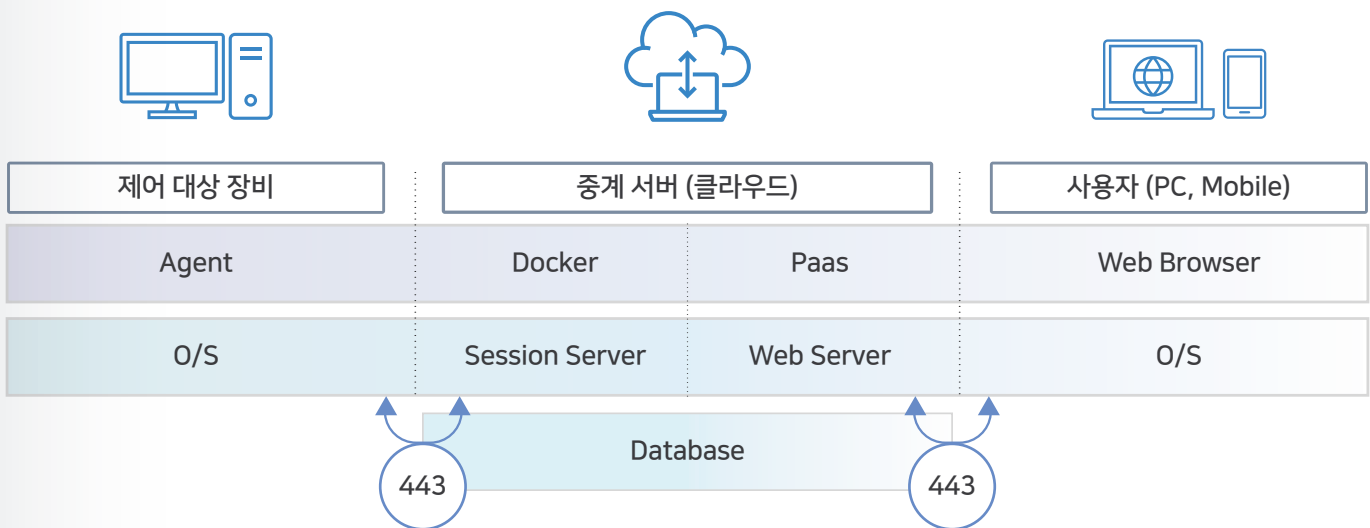 제어 대상 장비
중계 서버 (클라우드)
사용자 (PC, Mobile)
Agent
Docker
Paas
Web Browser
O/S
Session Server
Web Server
O/S
Database
443
443